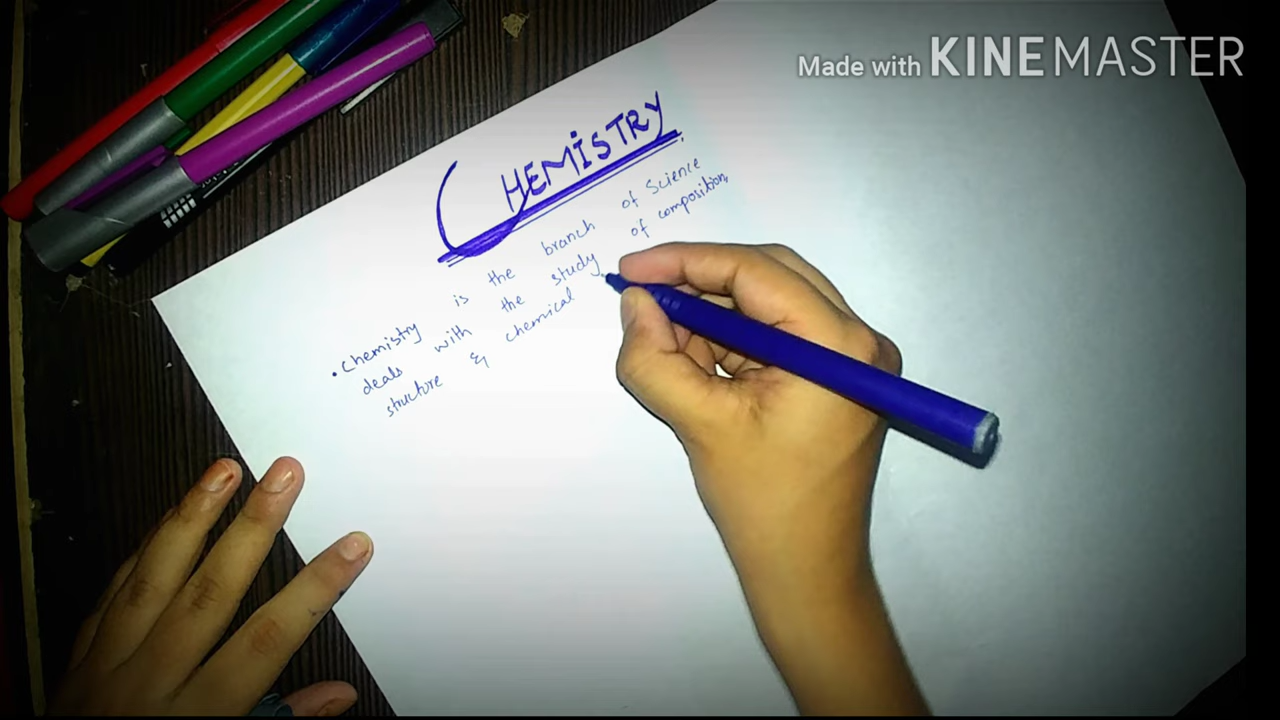 Made with KINEMASTER
CHEMiSTRY
• Chemistry is the branch of Science
deals with the study of composition,
structure & chemical